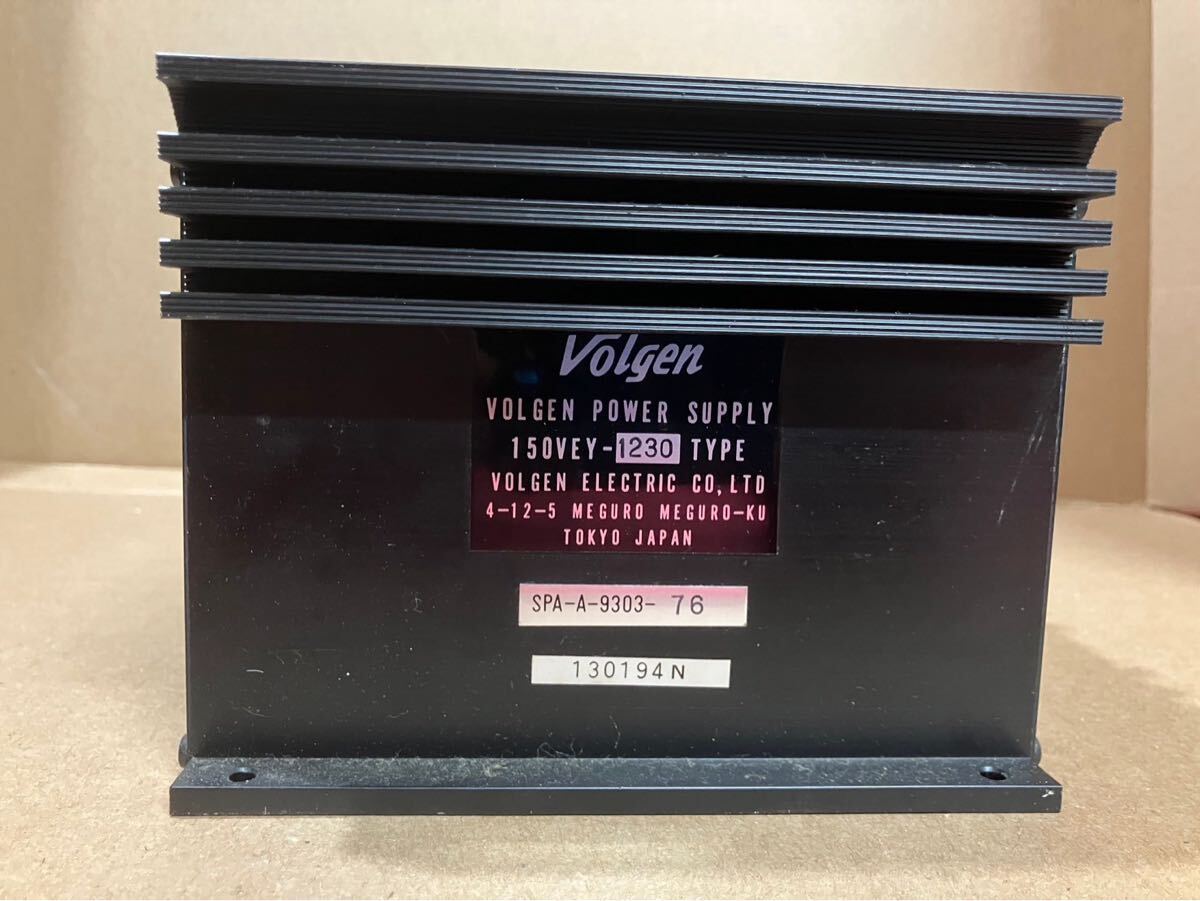 Volgen
VOLGEN POWER SUPPLY
150VEY-1230 TYPE
VOLGEN ELECTRIC CO,LTD
4-12-5 MEGURO MEGURO-KU
TOKYO JAPAN
SPA-A-9303- 76
130194N